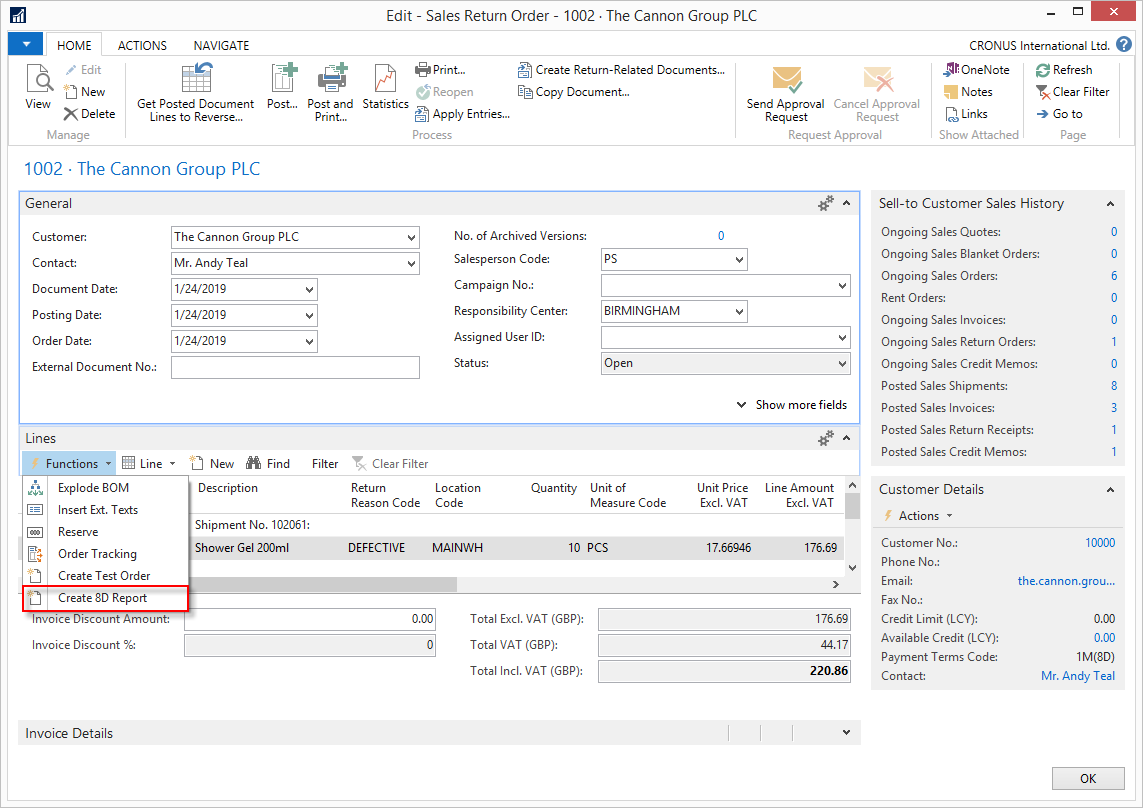 Edit - Sales Return Order - 1002 · The Cannon Group PLC
HOME ACTIONS NAVIGATE CRONUS International Ltd. ?
View
Edit
New
Delete
Manage
Get Posted Document Lines to Reverse...
Post...
Post and Print...
Statistics
Print...
Reopen
Apply Entries...
Create Return-Related Documents...
Copy Document...
Process
Send Approval Request
Cancel Approval Request
Request Approval
OneNote
Notes
Links
Show Attached
Refresh
Clear Filter
Go to
Page
1002 · The Cannon Group PLC
General
Customer: The Cannon Group PLC
Contact: Mr. Andy Teal
Document Date: 1/24/2019
Posting Date: 1/24/2019
Order Date: 1/24/2019
External Document No.:
No. of Archived Versions: 0
Salesperson Code: PS
Campaign No.:
Responsibility Center: BIRMINGHAM
Assigned User ID:
Status: Open
Show more fields
Lines
Functions Line New Find Filter Clear Filter
Explode BOM
Insert Ext. Texts
Reserve
Order Tracking
Create Test Order
Create 8D Report
Description Return Reason Code Location Code Quantity Unit of Measure Code Unit Price Excl. VAT Line Amount Excl. VAT
Shipment No. 102061:
Shower Gel 200ml DEFECTIVE MAINWH 10 PCS 17.66946 176.69
Invoice Discount Amount: 0.00
Invoice Discount %: 0
Total Excl. VAT (GBP): 176.69
Total VAT (GBP): 44.17
Total Incl. VAT (GBP): 220.86
Invoice Details
Sell-to Customer Sales History
Ongoing Sales Quotes: 0
Ongoing Sales Blanket Orders: 0
Ongoing Sales Orders: 6
Rent Orders: 0
Ongoing Sales Invoices: 0
Ongoing Sales Return Orders: 1
Ongoing Sales Credit Memos: 0
Posted Sales Shipments: 8
Posted Sales Invoices: 3
Posted Sales Return Receipts: 1
Posted Sales Credit Memos: 1
Customer Details
Actions
Customer No.: 10000
Phone No.:
Email: the.cannon.grou...
Fax No.:
Credit Limit (LCY): 0.00
Available Credit (LCY): 0.00
Payment Terms Code: 1M(8D)
Contact: Mr. Andy Teal
OK